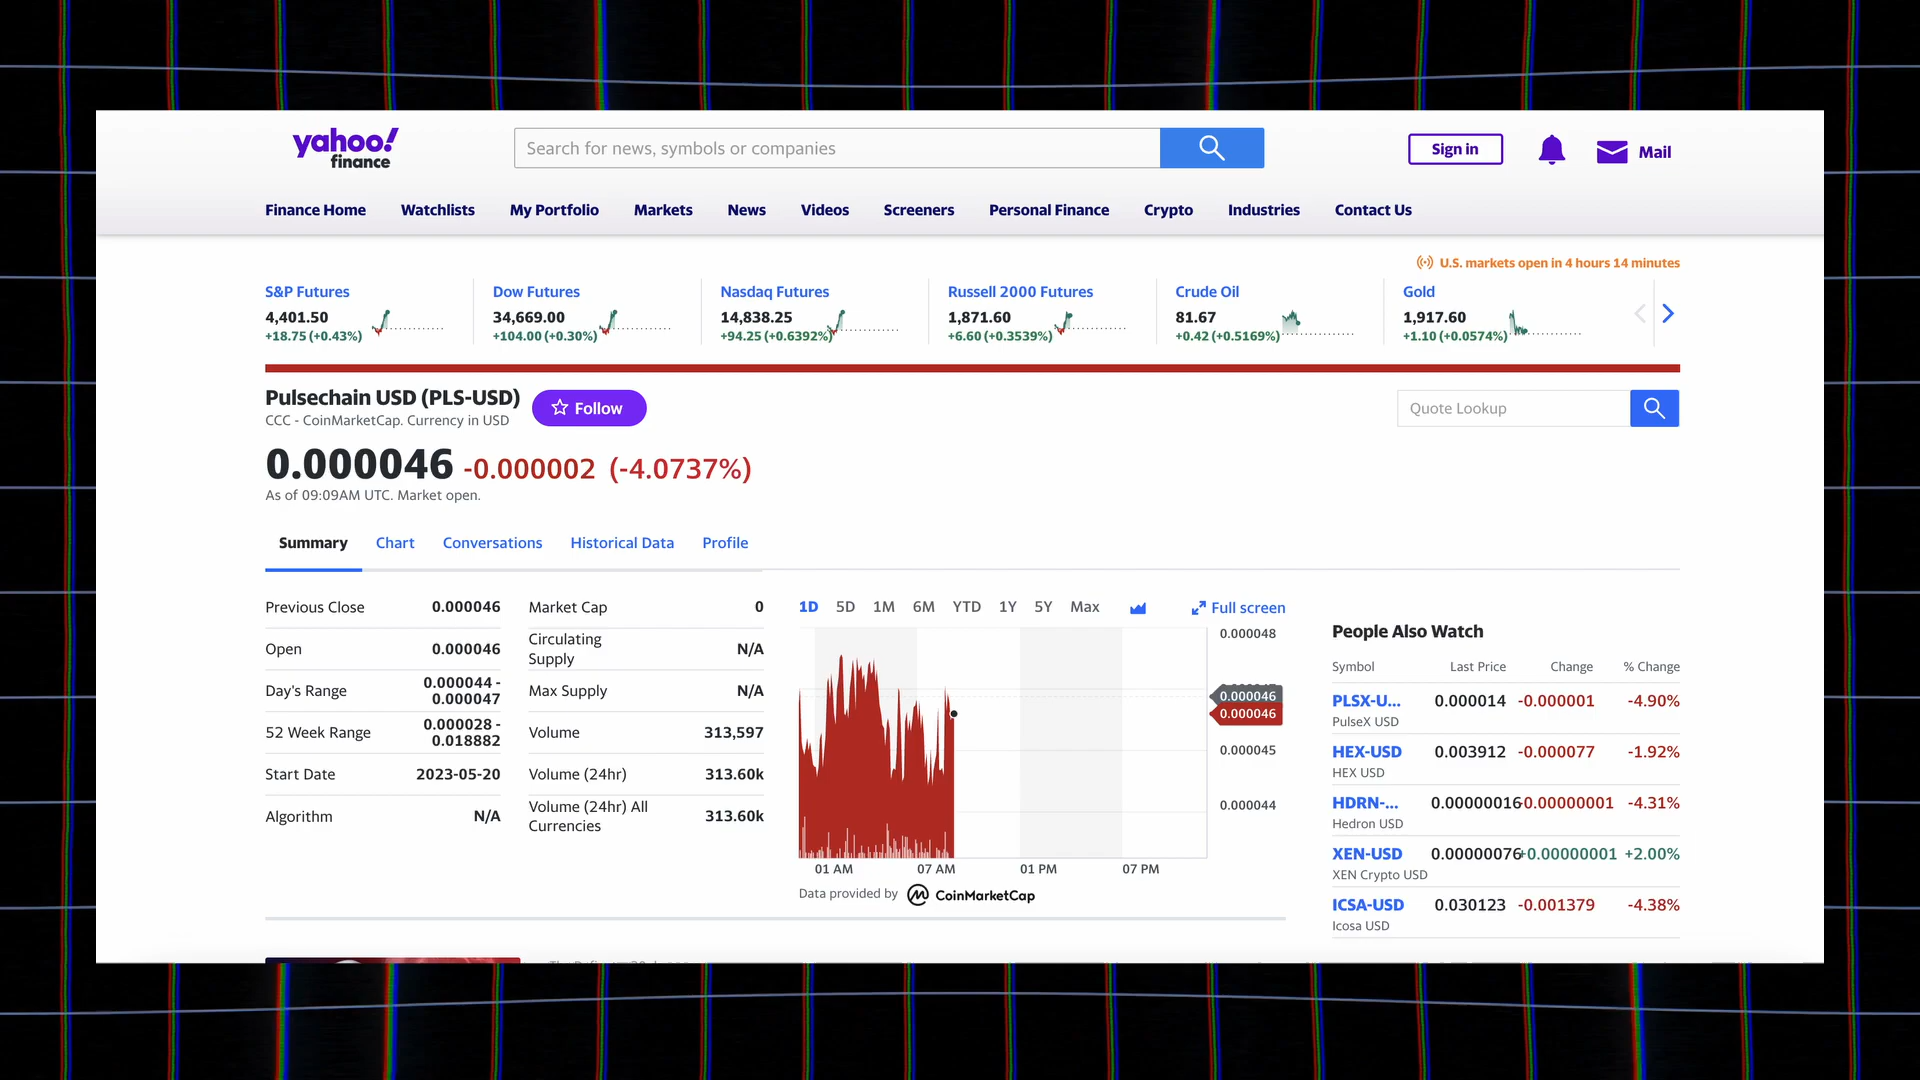 yahoo!
finance
Search for news, symbols or companies
Sign in
Mail
Finance Home Watchlists My Portfolio Markets News Videos Screeners Personal Finance Crypto Industries Contact Us
U.S. markets open in 4 hours 14 minutes
S&P Futures
4,401.50
+18.75 (+0.43%)
Dow Futures
34,669.00
+104.00 (+0.30%)
Nasdaq Futures
14,838.25
+94.25 (+0.6392%)
Russell 2000 Futures
1,871.60
+6.60 (+0.3539%)
Crude Oil
81.67
+0.42 (+0.5169%)
Gold
1,917.60
+1.10 (+0.0574%)
Pulsechain USD (PLS-USD)
Follow
CCC - CoinMarketCap. Currency in USD
Quote Lookup
0.000046 -0.000002 (-4.0737%)
As of 09:09AM UTC. Market open.
Summary Chart Conversations Historical Data Profile
Previous Close 0.000046
Open 0.000046
Day's Range 0.000044 -
0.000047
52 Week Range 0.000028 -
0.018882
Start Date 2023-05-20
Algorithm N/A
Market Cap 0
Circulating
Supply N/A
Max Supply N/A
Volume 313,597
Volume (24hr) 313.60k
Volume (24hr) All
Currencies 313.60k
1D 5D 1M 6M YTD 1Y 5Y Max
Full screen
0.000048
0.000046
0.000046
0.000045
0.000044
01 AM 07 AM 01 PM 07 PM
Data provided by CoinMarketCap
People Also Watch
Symbol Last Price Change % Change
PLSX-U... 0.000014 -0.000001 -4.90%
PulseX USD
HEX-USD 0.003912 -0.000077 -1.92%
HEX USD
HDRN-... 0.00000016 -0.00000001 -4.31%
Hedron USD
XEN-USD 0.00000076 +0.00000001 +2.00%
XEN Crypto USD
ICSA-USD 0.030123 -0.001379 -4.38%
Icosa USD